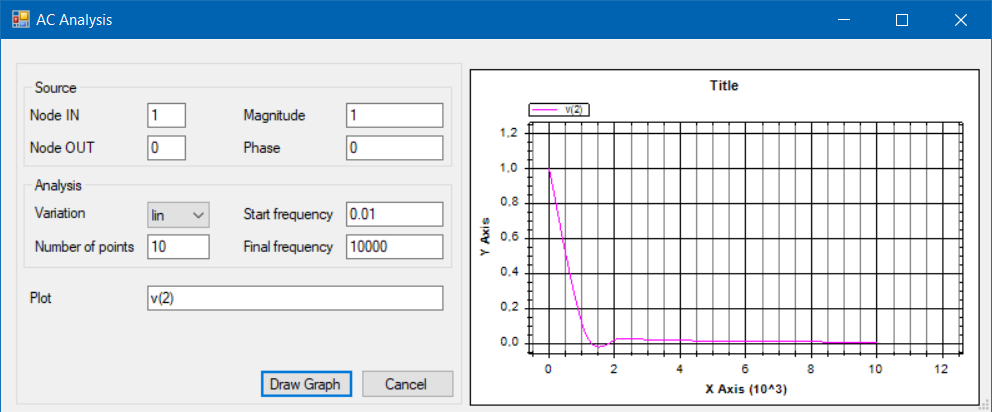 AC Analysis
Source
Node IN 1 Magnitude 1
Node OUT 0 Phase 0
Analysis
Variation lin Start frequency 0.01
Number of points 10 Final frequency 10000
Plot v(2)
Draw Graph Cancel
Title
v(2)
1,2
1,0
0,8
0,6
0,4
0,2
0,0
Y Axis
0 2 4 6 8 10 12
X Axis (10^3)